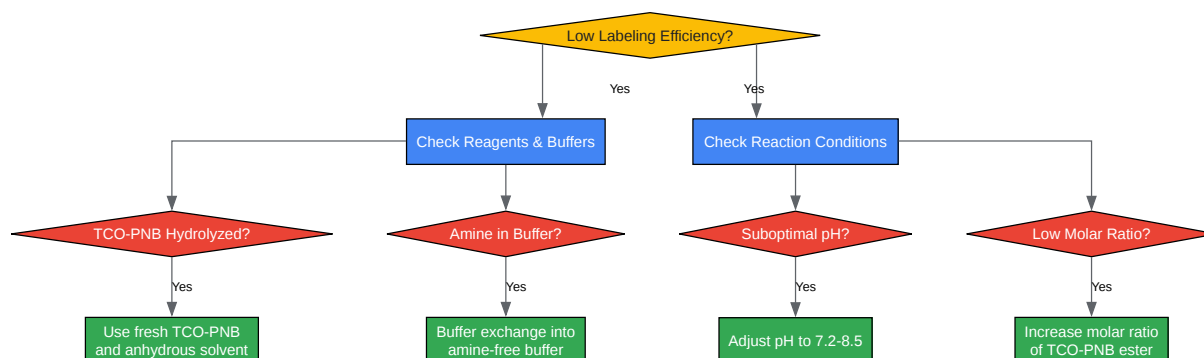 Low Labeling Efficiency?
Yes
Yes
Check Reagents & Buffers
Check Reaction Conditions
TCO-PNB Hydrolyzed?
Amine in Buffer?
Suboptimal pH?
Low Molar Ratio?
Yes
Yes
Yes
Yes
Use fresh TCO-PNB
and anhydrous solvent
Buffer exchange into
amine-free buffer
Adjust pH to 7.2-8.5
Increase molar ratio
of TCO-PNB ester